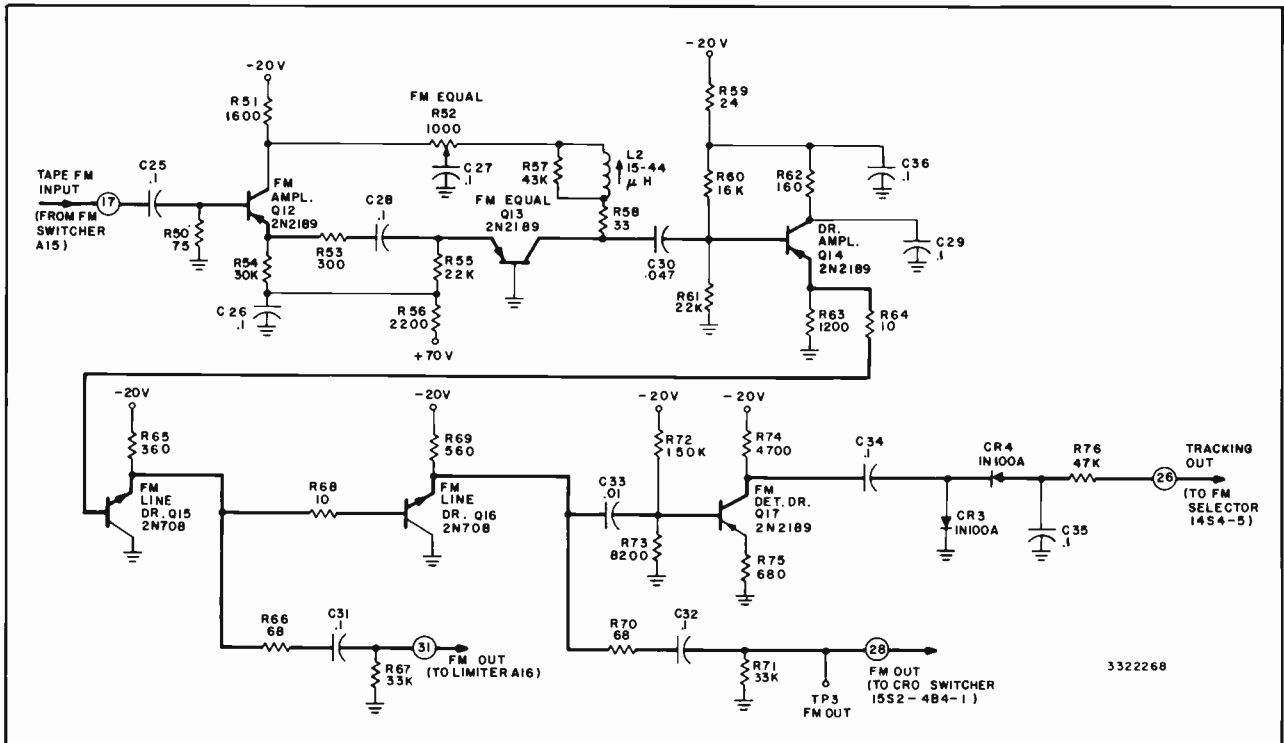 -20V
R51
1600
FM EQUAL
R52
1000
-20V
R59
24
C25
.1
TAPE FM
INPUT
17
(FROM FM
SWITCHER
A15)
R50
75
FM
AMPL.
Q12
2N2189
C27
.1
R57
43K
L2
15-44
μ H
R60
16K
R62
160
C36
.1
R54
30K
R53
300
C28
.1
FM EQUAL
Q13
2N2189
R58
33
C30
.047
DR.
AMPL.
Q14
2N2189
C29
.1
R55
22K
C26
.1
R56
2200
+70V
R61
22K
R63
1200
R64
10
-20V
R65
360
-20V
R69
560
-20V
R72
150K
-20V
R74
4700
C34
.1
CR4
IN100A
R76
47K
TRACKING
OUT
26
(TO FM
SELECTOR
14S4-5)
FM
LINE
DR. Q15
2N708
R68
10
FM
LINE
DR. Q16
2N708
C33
.01
R73
8200
FM
DET. DR.
Q17
2N2189
CR3
IN100A
C35
.1
R75
680
R66
68
C31
.1
R67
33K
31
FM OUT
(TO LIMITER A16)
R70
68
C32
.1
R71
33K
TP3
FM OUT
28
FM OUT
(TO CRO SWITCHER
15S2-4B4-1)
3322268